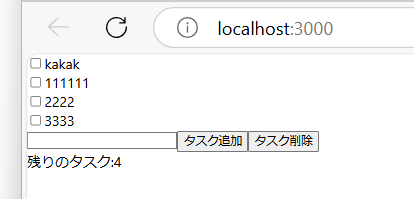 localhost:3000
kakak
111111
2222
3333
タスク追加 タスク削除
残りのタスク:4